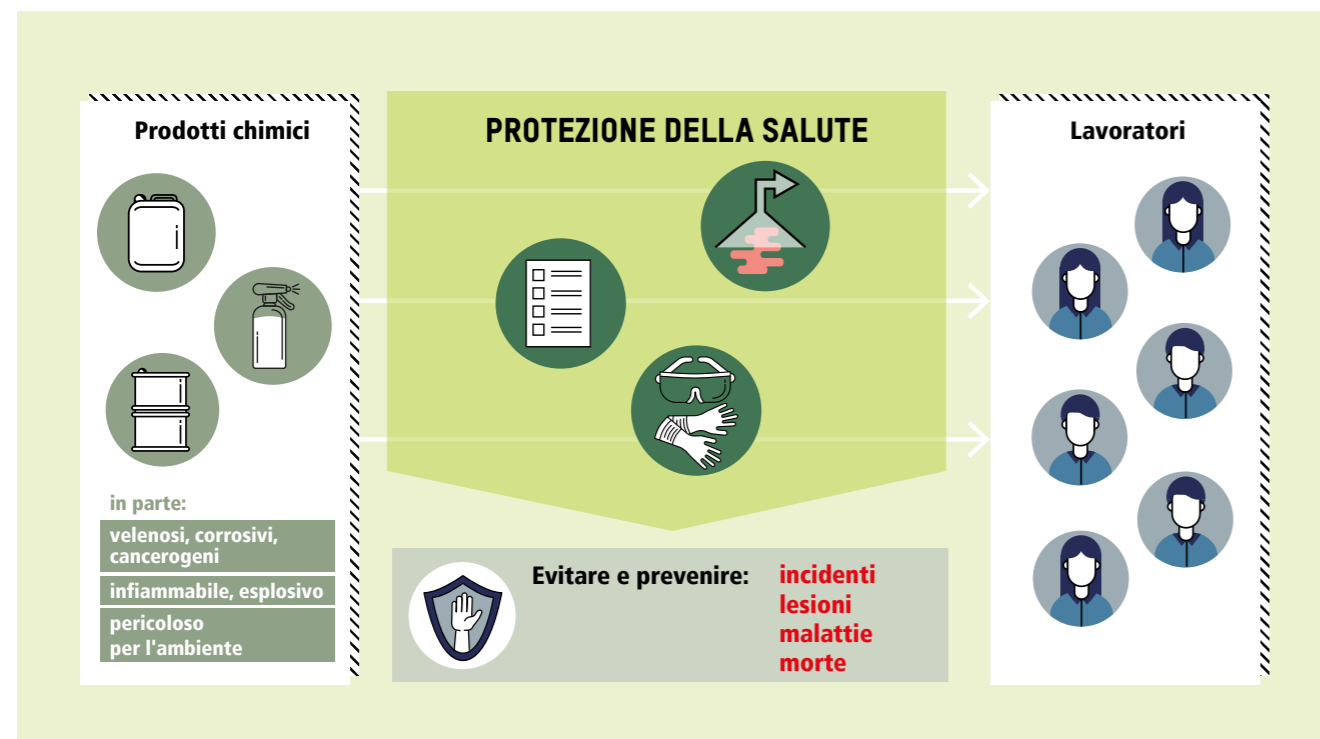 Prodotti chimici
in parte:
velenosi, corrosivi,
cancerogeni
infiammabile, esplosivo
pericoloso
per l'ambiente
PROTEZIONE DELLA SALUTE
Evitare e prevenire:
incidenti
lesioni
malattie
morte
Lavoratori